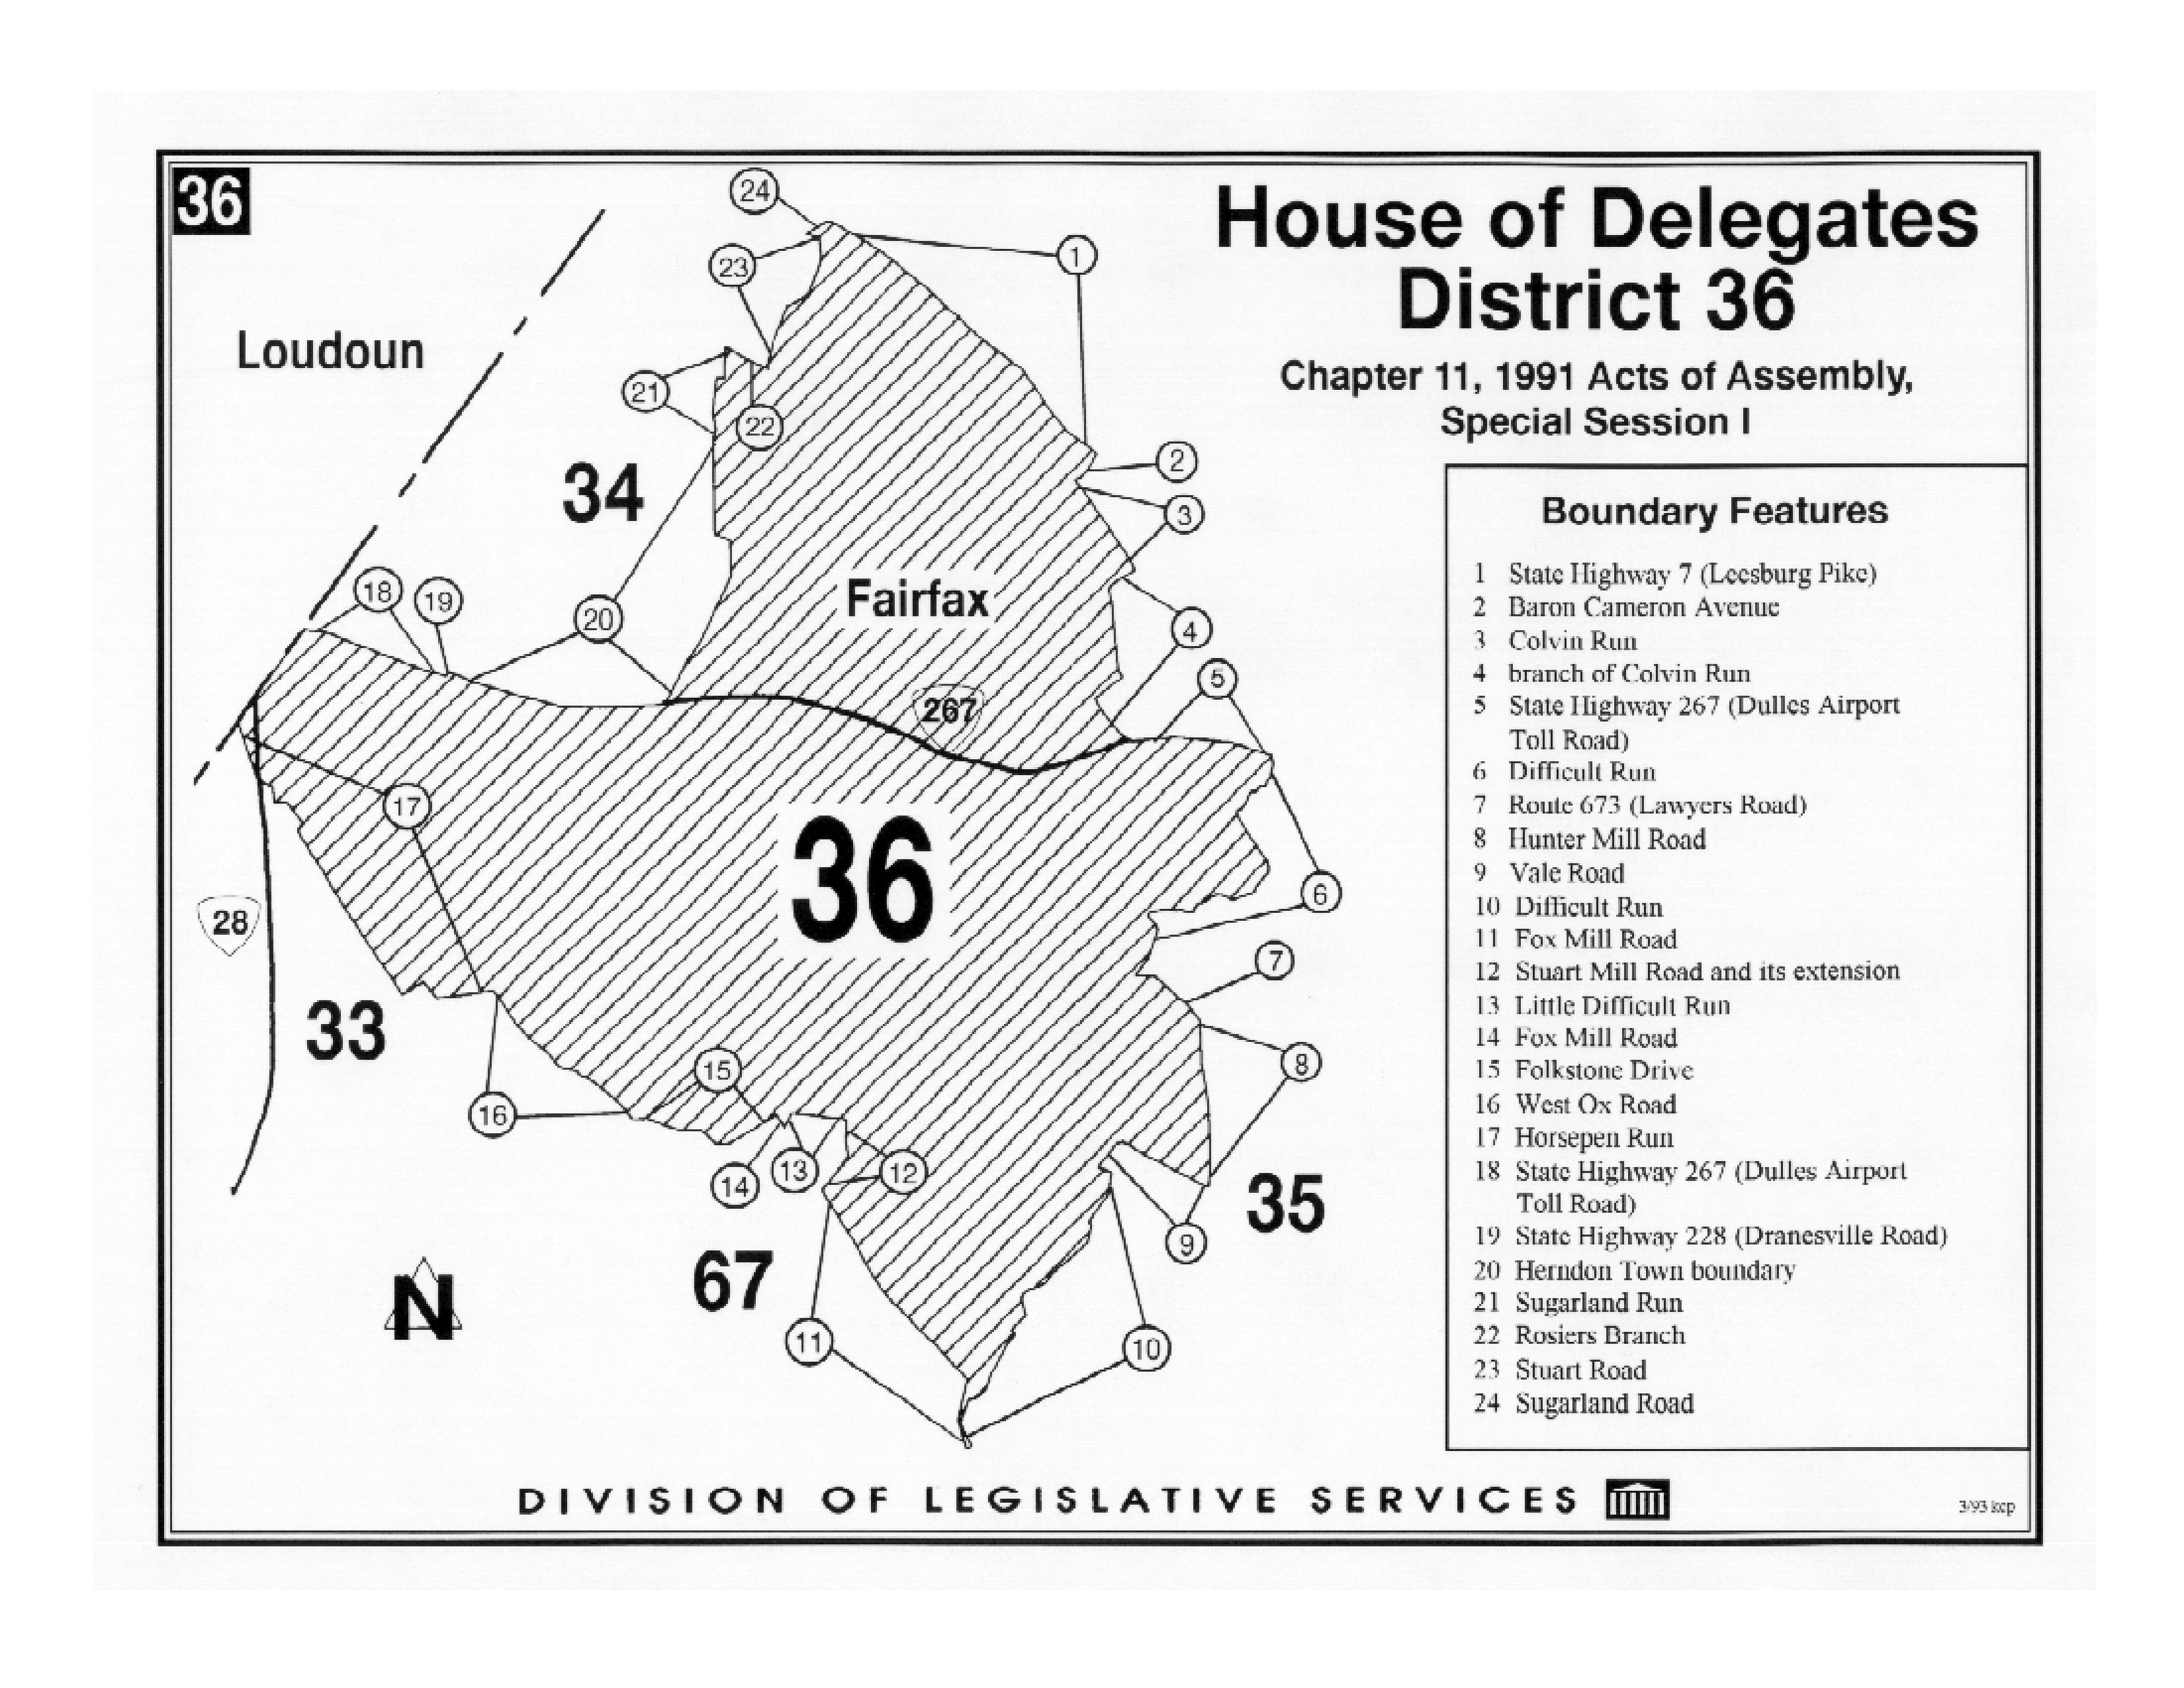 36
House of Delegates
District 36
Chapter 11, 1991 Acts of Assembly,
Special Session I
Loudoun
24
23
1
21
22
2
34
3
18
19
20
Fairfax
4
5
267
17
36
6
28
7
33
15
8
16
14
13
12
35
9
67
11
10
N
Boundary Features
1 State Highway 7 (Leesburg Pike)
2 Baron Cameron Avenue
3 Colvin Run
4 branch of Colvin Run
5 State Highway 267 (Dulles Airport
Toll Road)
6 Difficult Run
7 Route 673 (Lawyers Road)
8 Hunter Mill Road
9 Vale Road
10 Difficult Run
11 Fox Mill Road
12 Stuart Mill Road and its extension
13 Little Difficult Run
14 Fox Mill Road
15 Folkstone Drive
16 West Ox Road
17 Horsepen Run
18 State Highway 267 (Dulles Airport
Toll Road)
19 State Highway 228 (Dranesville Road)
20 Herndon Town boundary
21 Sugarland Run
22 Rosiers Branch
23 Stuart Road
24 Sugarland Road
DIVISION OF LEGISLATIVE SERVICES
3/93 kcp